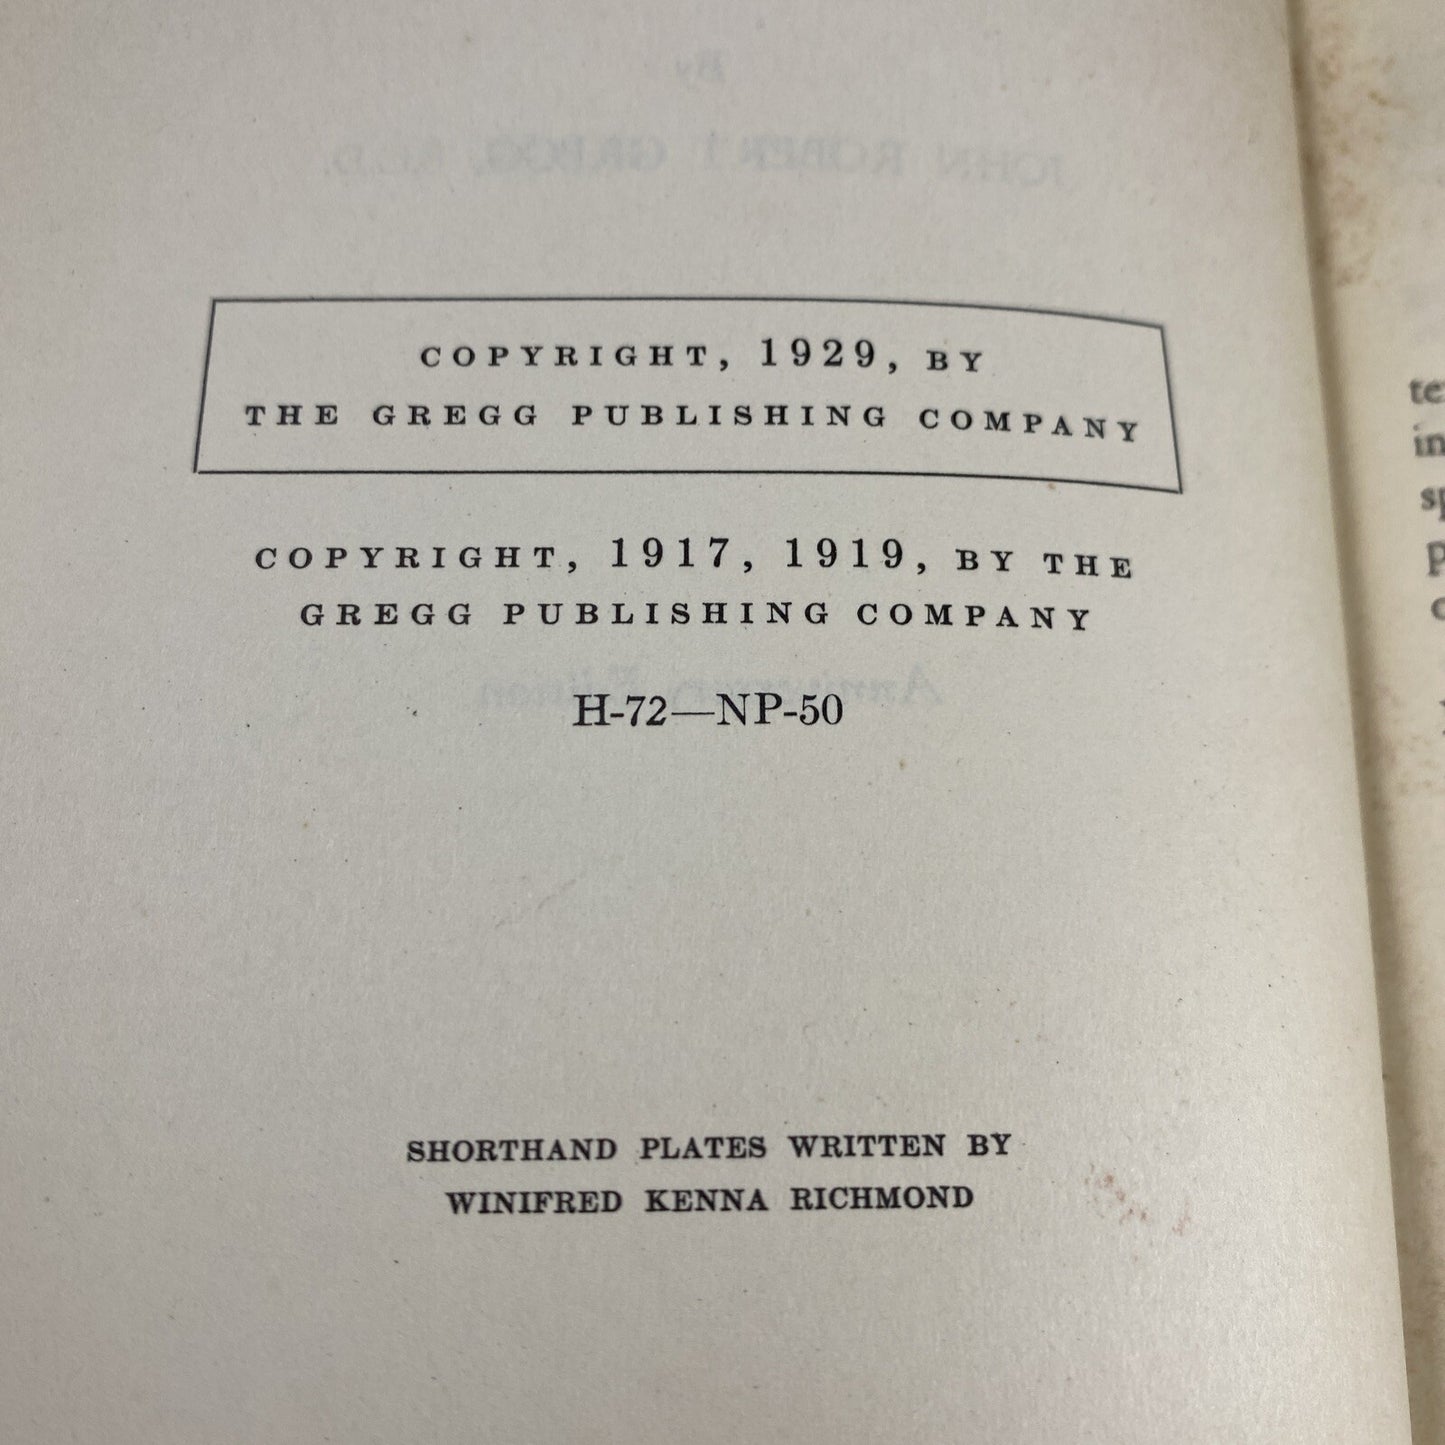 COPYRIGHT, 1929, BY
THE GREGG PUBLISHING COMPANY
COPYRIGHT, 1917, 1919, BY THE
GREGG PUBLISHING COMPANY
H-72—NP-50
SHORTHAND PLATES WRITTEN BY
WINIFRED KENNA RICHMOND